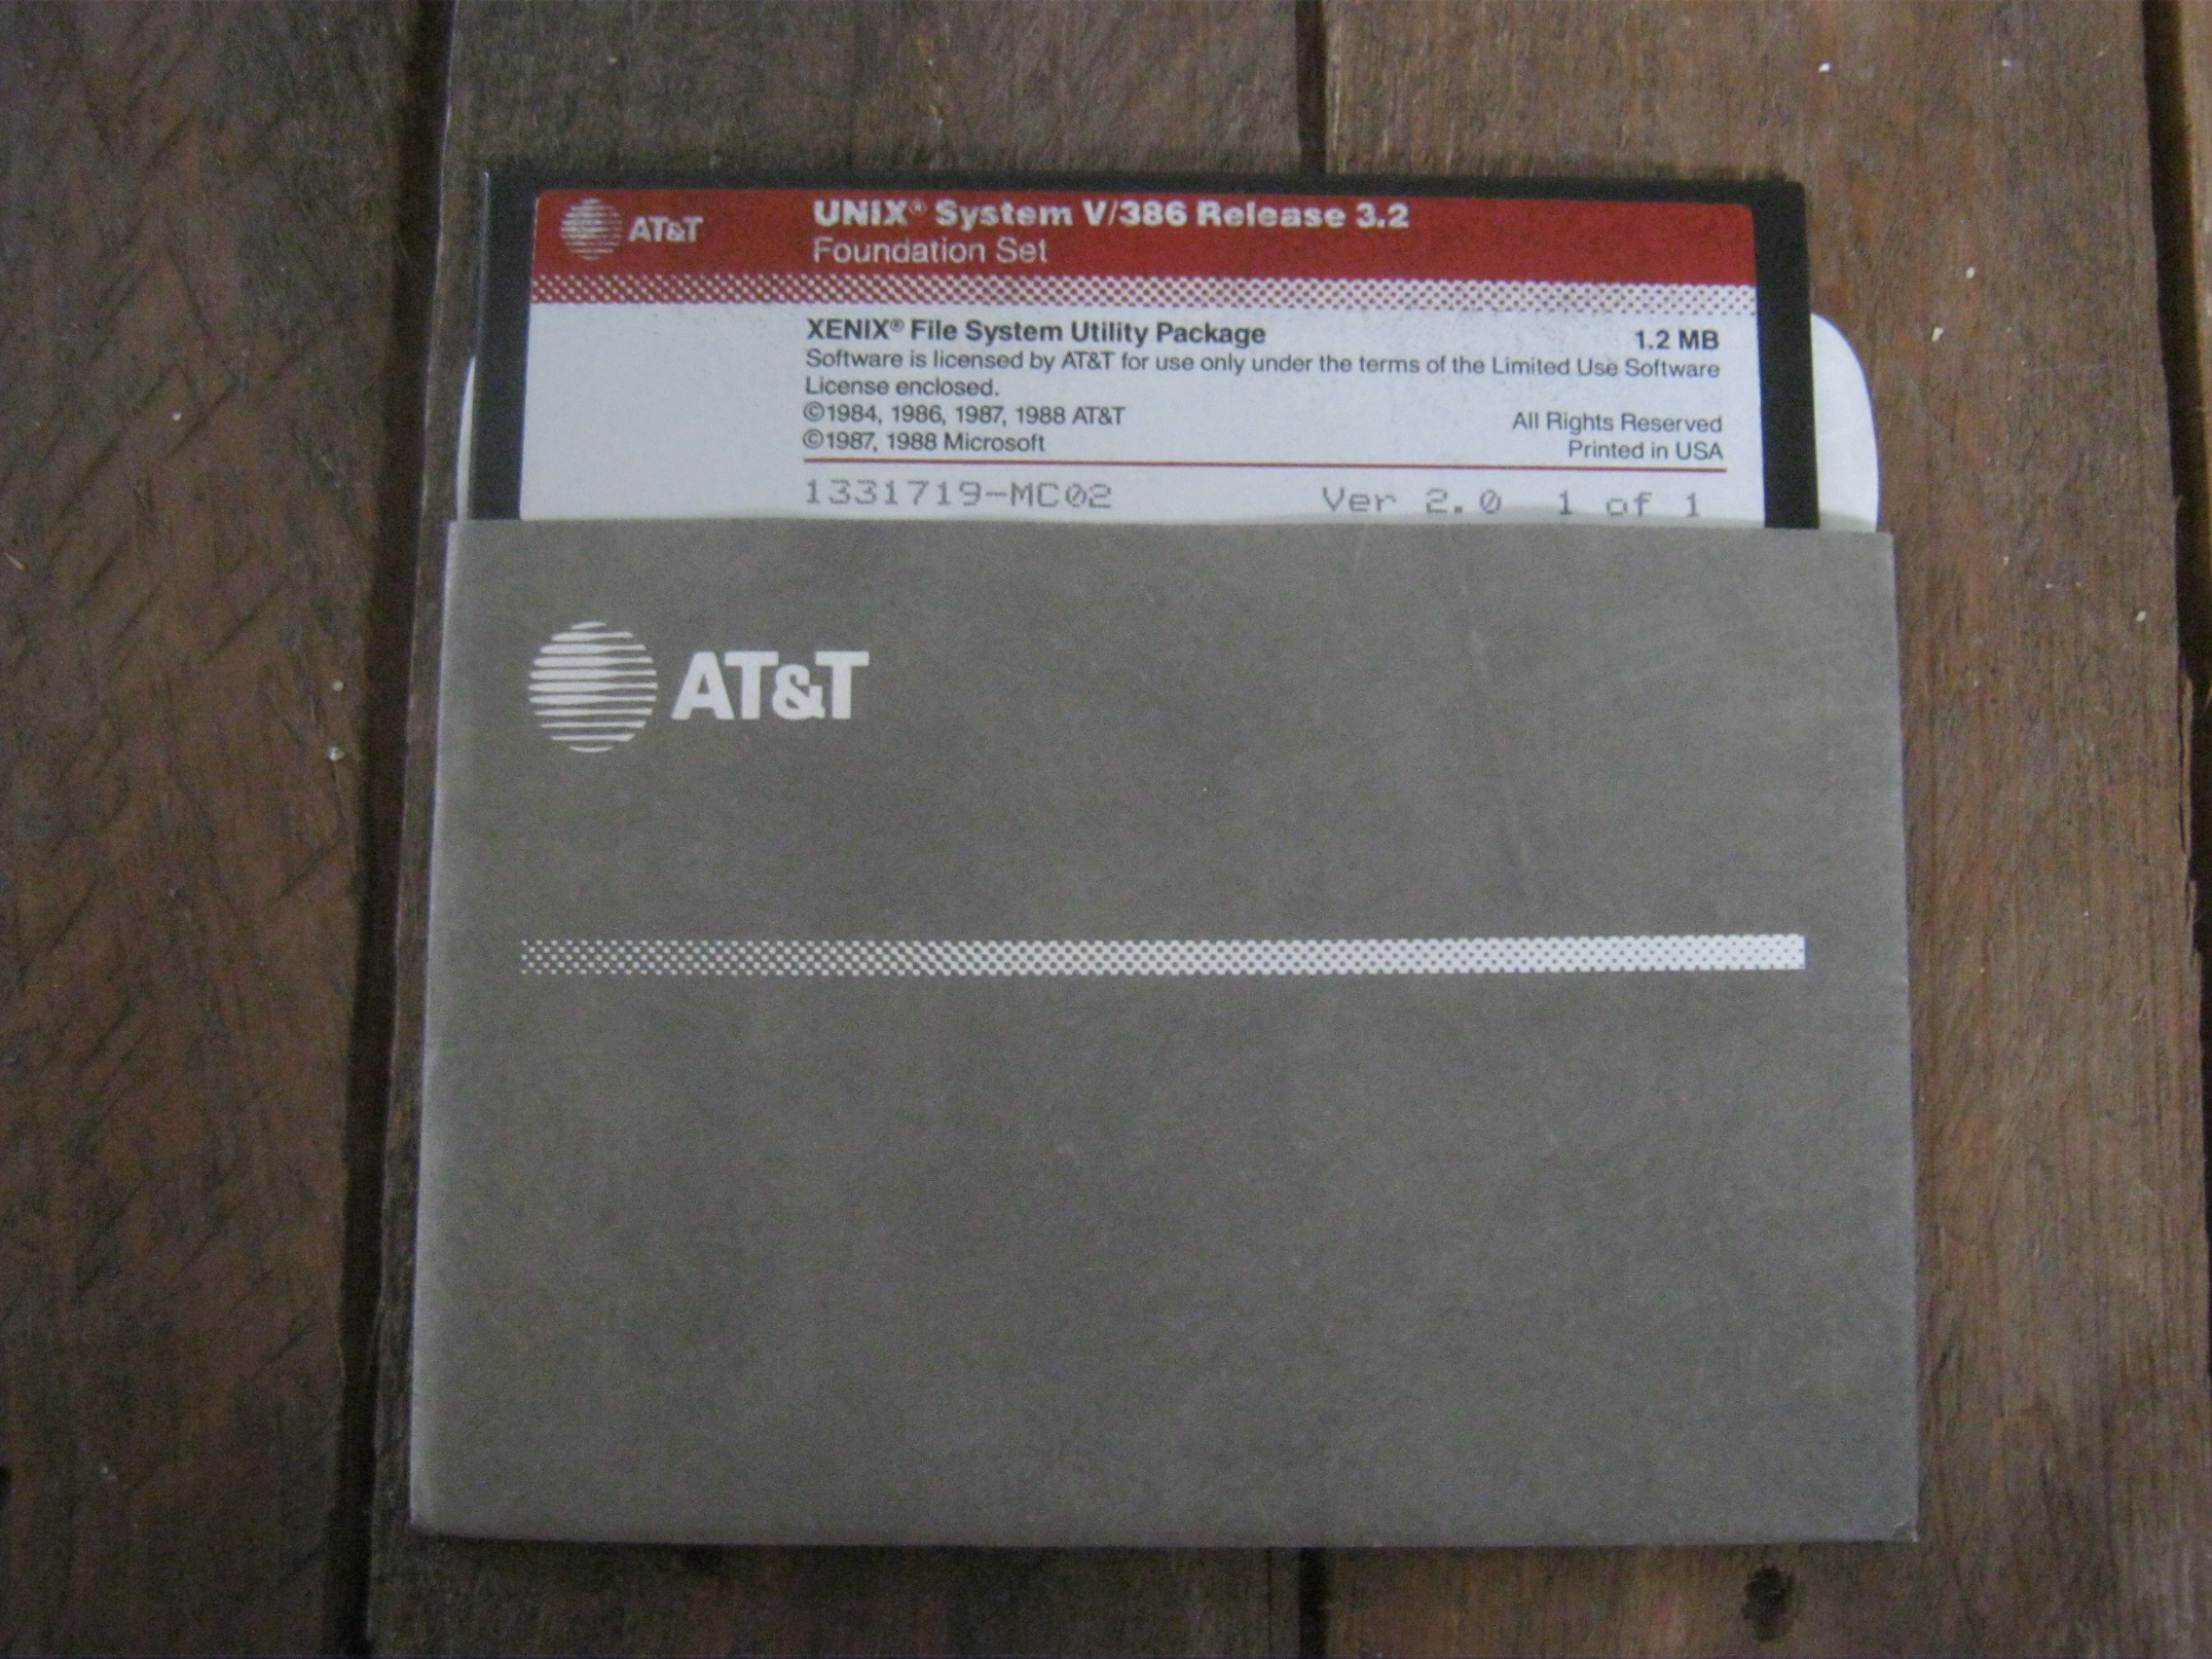 AT&T
UNIX® System V/386 Release 3.2
Foundation Set
XENIX® File System Utility Package 1.2 MB
Software is licensed by AT&T for use only under the terms of the Limited Use Software
License enclosed.
©1984, 1986, 1987, 1988 AT&T All Rights Reserved
©1987, 1988 Microsoft Printed in USA
1331719-MC02 Ver 2.0 1 of 1
AT&T